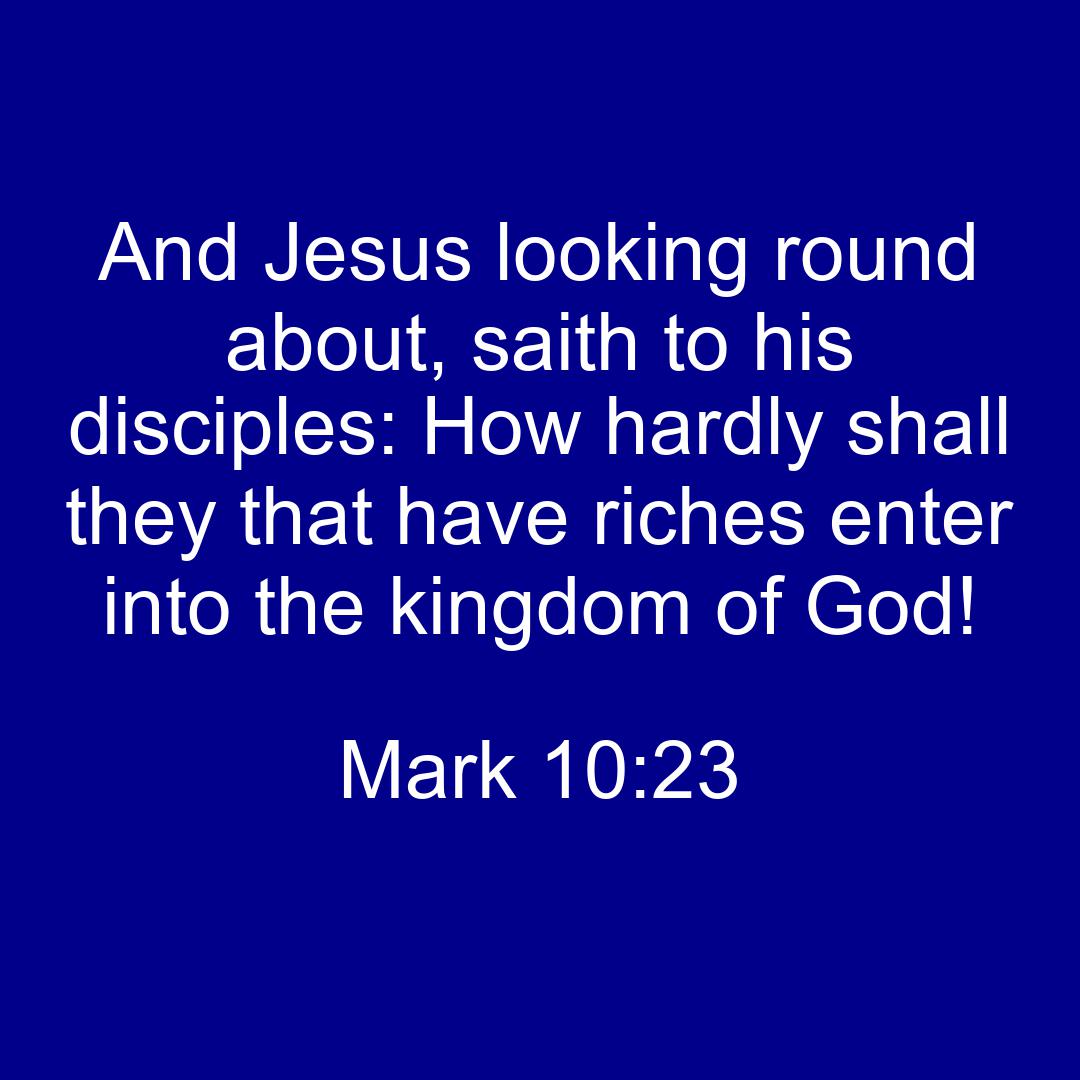 And Jesus looking round
about, saith to his
disciples: How hardly shall
they that have riches enter
into the kingdom of God!
Mark 10:23